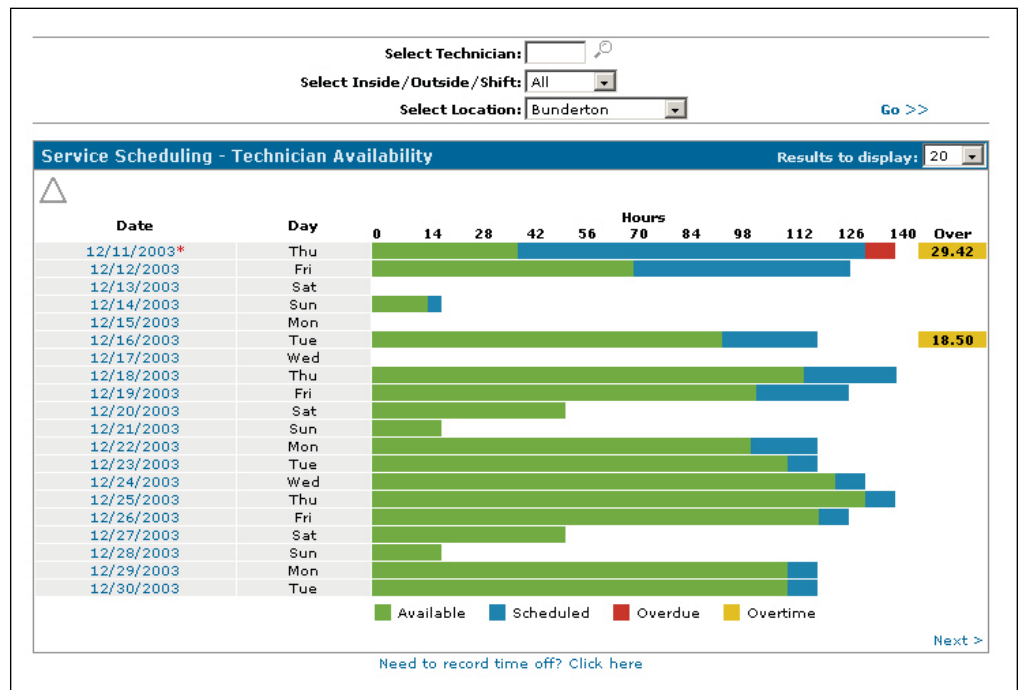 Select Technician:
Select Inside/Outside/Shift: All
Select Location: Bunderton Go >>
Service Scheduling - Technician Availability Results to display: 20
Hours
Date Day 0 14 28 42 56 70 84 98 112 126 140 Over
12/11/2003* Thu 29.42
12/12/2003 Fri
12/13/2003 Sat
12/14/2003 Sun
12/15/2003 Mon
12/16/2003 Tue 18.50
12/17/2003 Wed
12/18/2003 Thu
12/19/2003 Fri
12/20/2003 Sat
12/21/2003 Sun
12/22/2003 Mon
12/23/2003 Tue
12/24/2003 Wed
12/25/2003 Thu
12/26/2003 Fri
12/27/2003 Sat
12/28/2003 Sun
12/29/2003 Mon
12/30/2003 Tue
Available Scheduled Overdue Overtime
Next >
Need to record time off? Click here